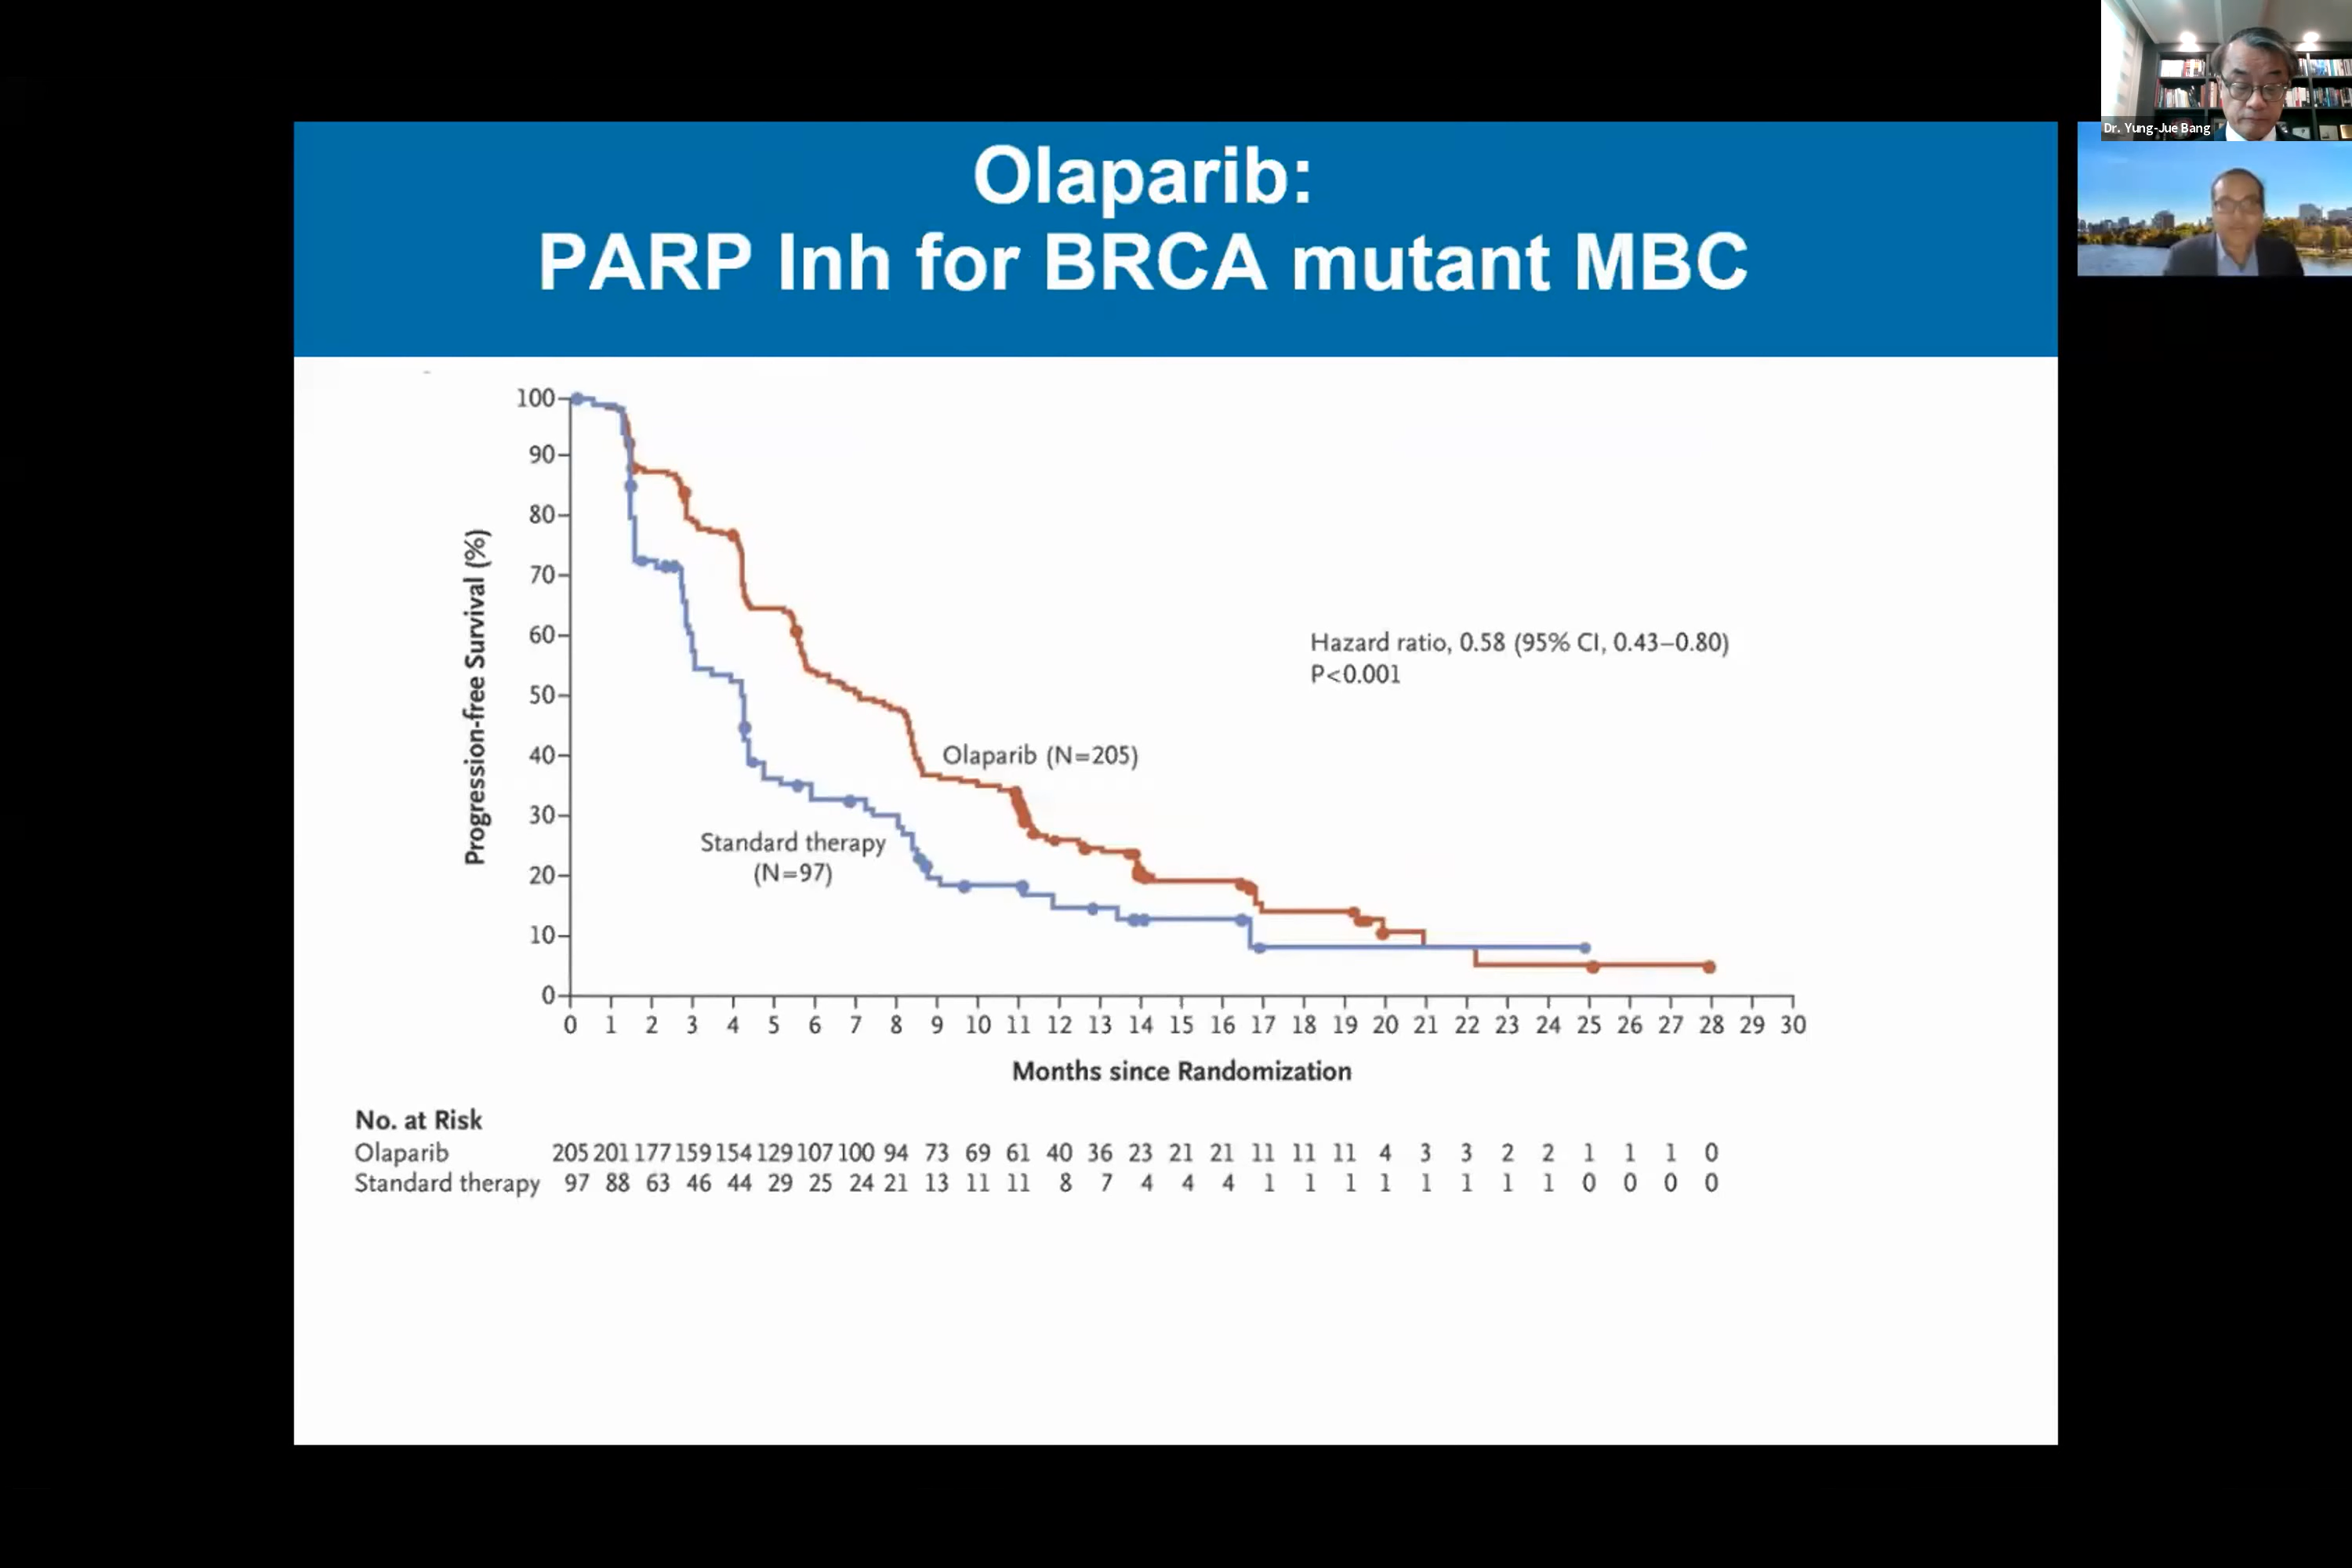 Olaparib:
PARP Inh for BRCA mutant MBC
Dr. Yung-Jue Bang
Progression-free Survival (%)
100
90
80
70
60
50
40
30
20
10
0
Hazard ratio, 0.58 (95% CI, 0.43–0.80)
P<0.001
Olaparib (N=205)
Standard therapy
(N=97)
0 1 2 3 4 5 6 7 8 9 10 11 12 13 14 15 16 17 18 19 20 21 22 23 24 25 26 27 28 29 30
Months since Randomization
No. at Risk
Olaparib 205 201 177 159 154 129 107 100 94 73 69 61 40 36 23 21 21 11 11 11 4 3 3 2 2 1 1 1 0
Standard therapy 97 88 63 46 44 29 25 24 21 13 11 11 8 7 4 4 4 1 1 1 1 1 1 1 1 0 0 0 0